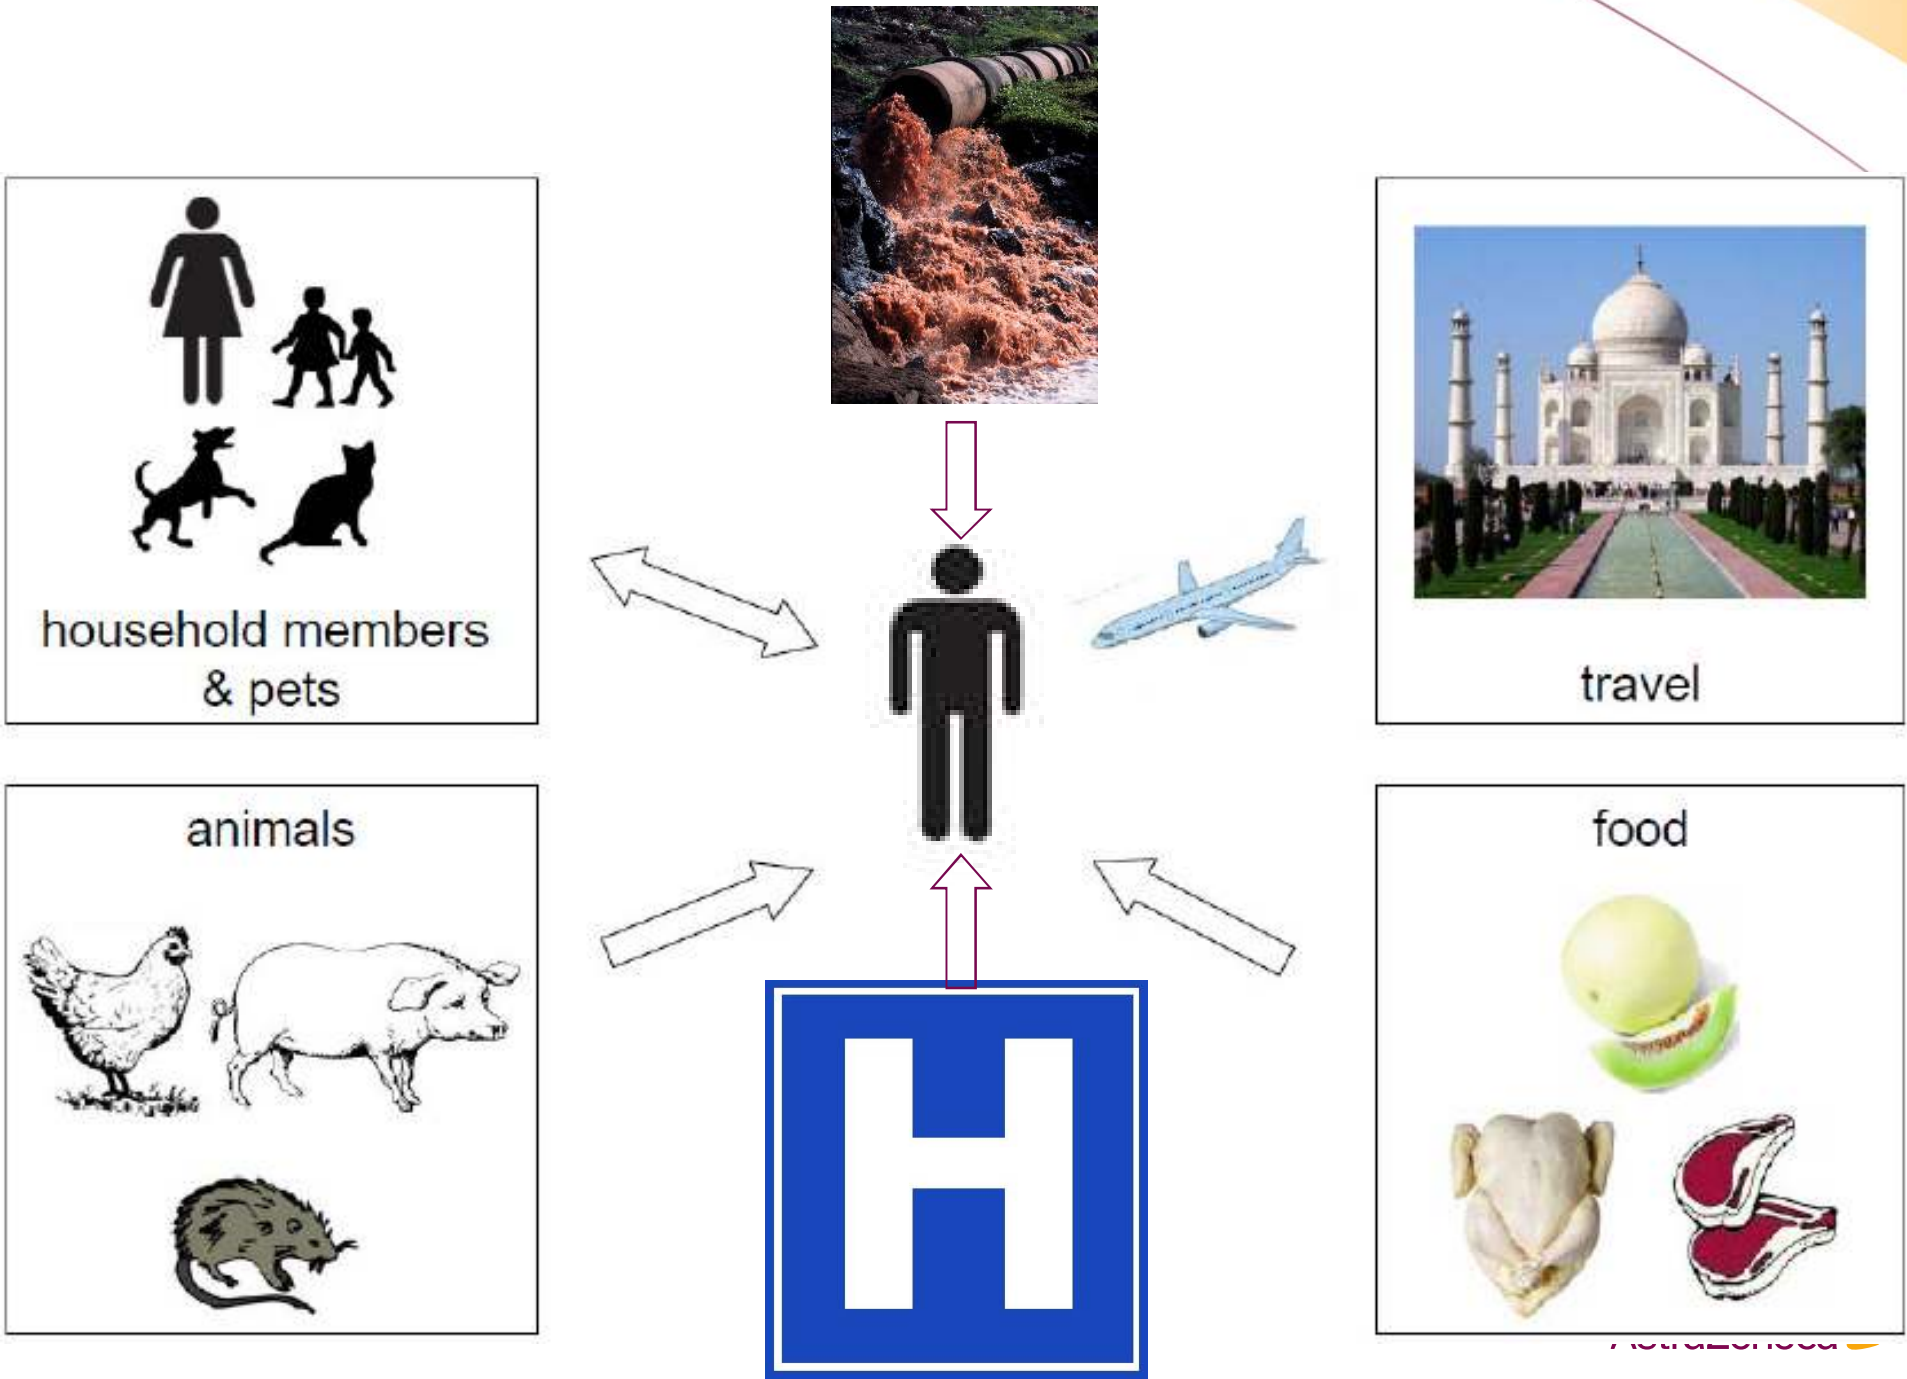 household members
& pets
travel
animals
food
H